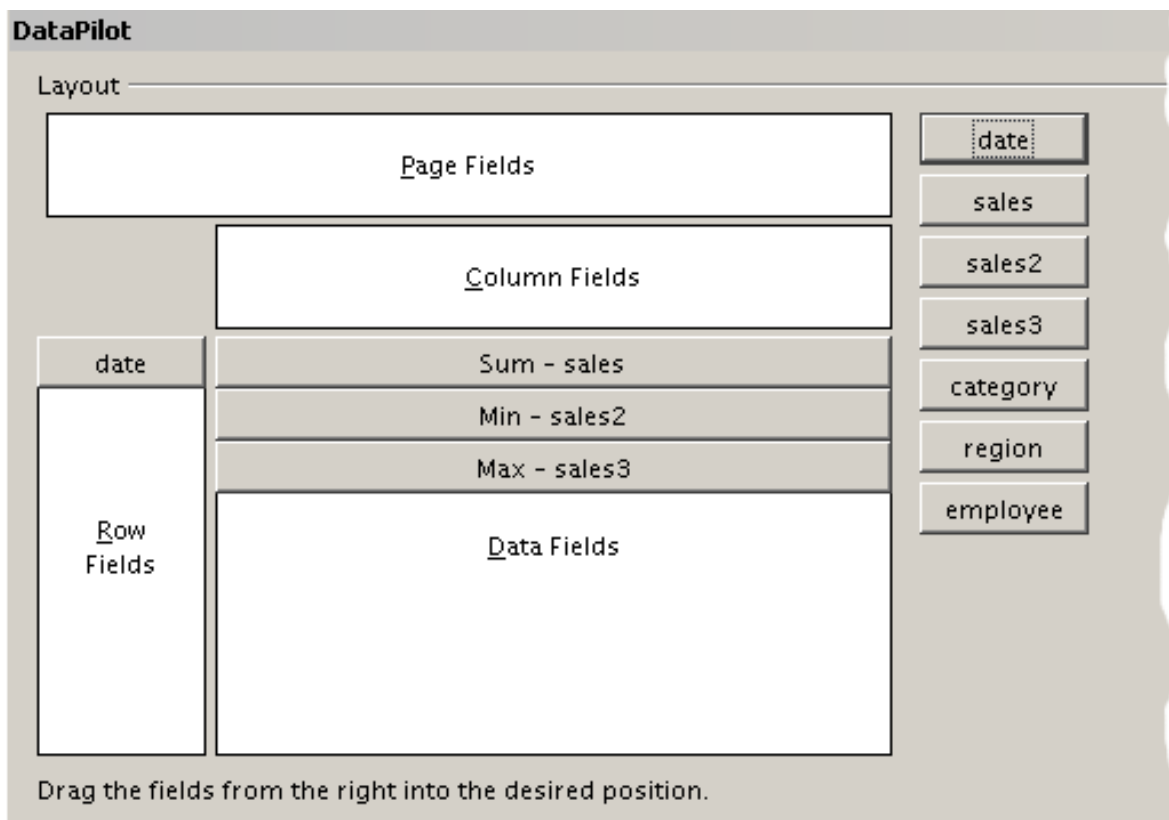 DataPilot
Layout
Page Fields
Column Fields
date
Sum - sales
Min - sales2
Max - sales3
Row
Fields
Data Fields
date
sales
sales2
sales3
category
region
employee
Drag the fields from the right into the desired position.